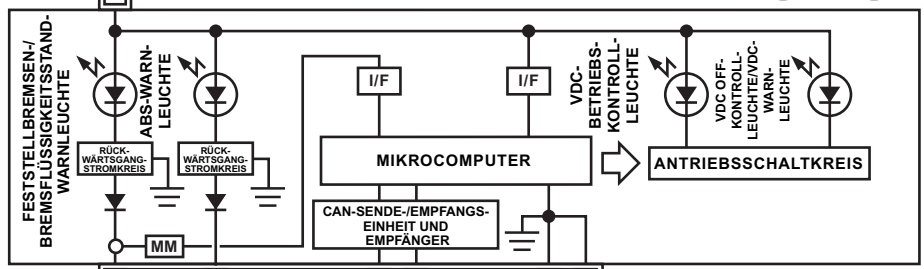 FESTSTELLBREMSEN-/
BREMSFLÜSSIGKEITSSTAND-
WARNLEUCHTE
ABS-WARN-
LEUCHTE
RÜCK-
WÄRTSGANG-
STROMKREIS
RÜCK-
WÄRTSGANG-
STROMKREIS
MM
I/F
I/F
MIKROCOMPUTER
CAN-SENDE-/EMPFANGS-
EINHEIT UND
EMPFÄNGER
VDC-
BETRIEBS-
KONTROLL-
LEUCHTE
VDC OFF-
KONTROLL-
LEUCHTE/VDC-
WARN-
LEUCHTE
ANTRIEBSSCHALTKREIS